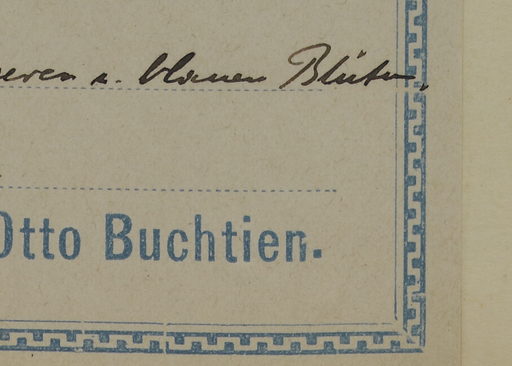 u. blauen Blüten.
Otto Buchtien.